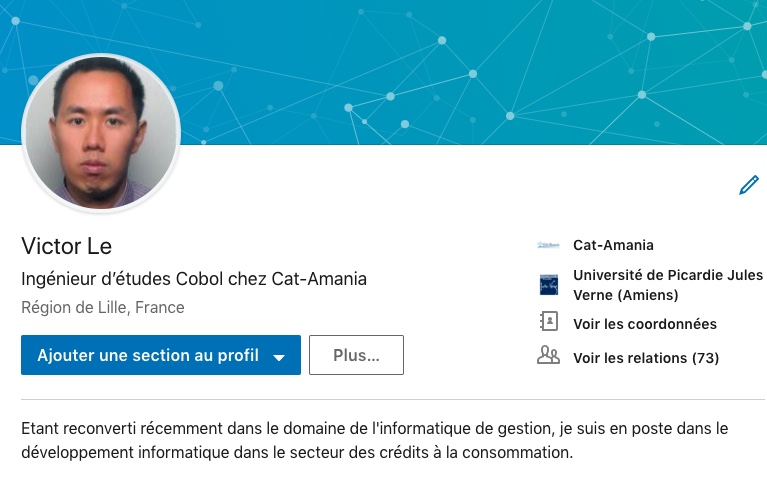 Victor Le
Ingénieur d’études Cobol chez Cat-Amania
Région de Lille, France
Ajouter une section au profil
Plus...
Cat-Amania
Université de Picardie Jules
Verne (Amiens)
Voir les coordonnées
Voir les relations (73)
Etant reconverti récemment dans le domaine de l'informatique de gestion, je suis en poste dans le
développement informatique dans le secteur des crédits à la consommation.